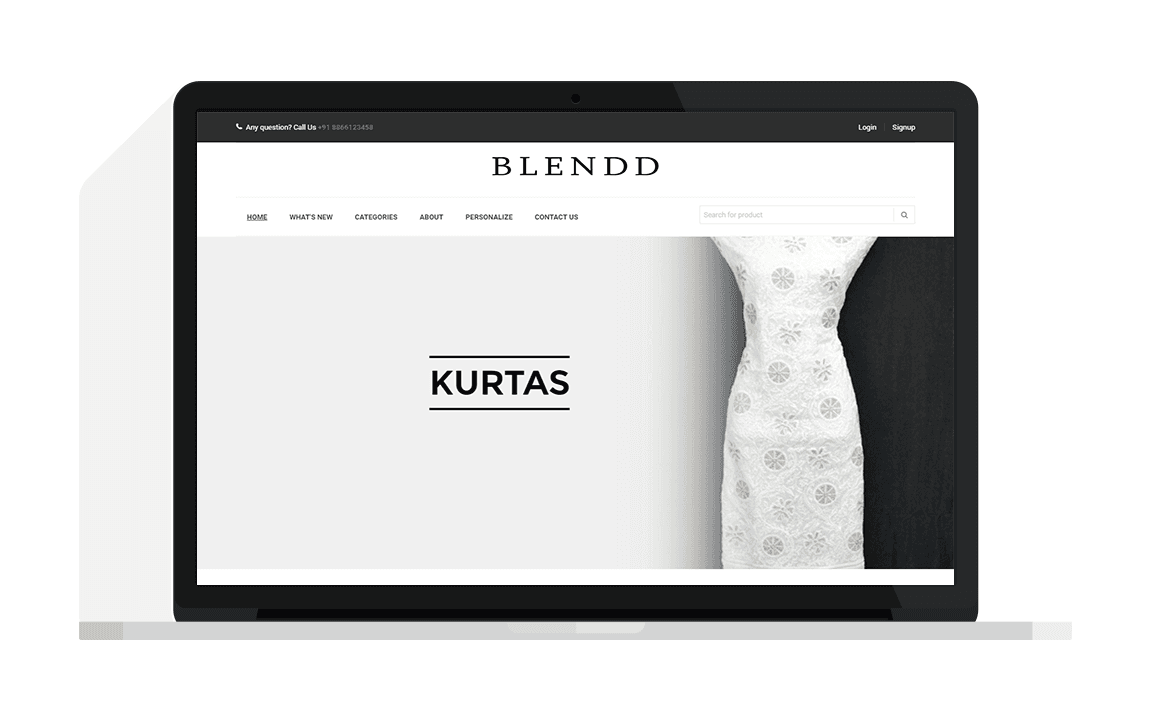 Any question? Call Us +91 8866123458
Login
Signup
BLENDD
HOME
WHAT'S NEW
CATEGORIES
ABOUT
PERSONALIZE
CONTACT US
Search for product
KURTAS